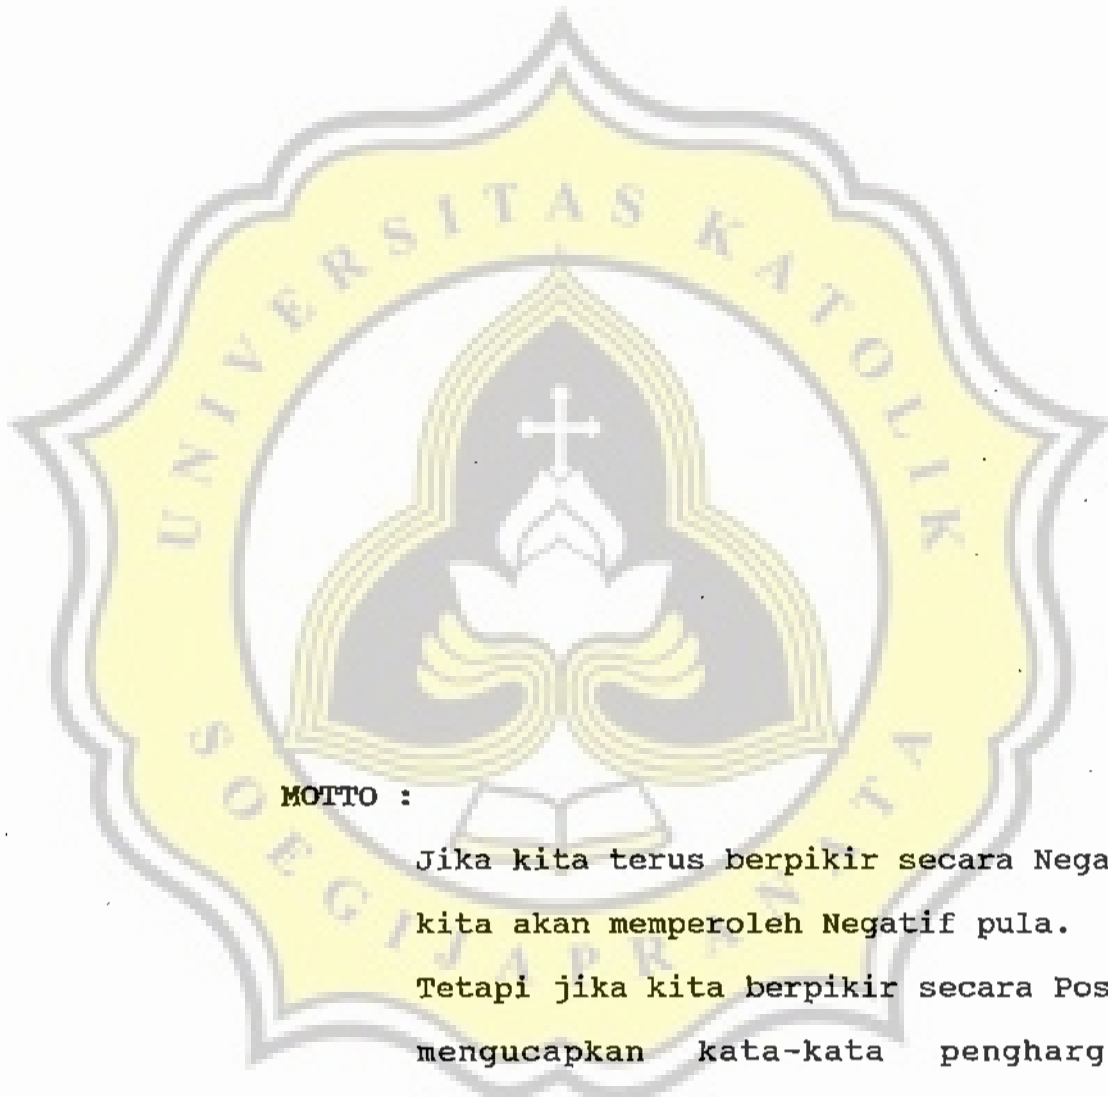 UNIVERSITAS KATOLIK
SOEGIJAPRANATA
MOTTO :
Jika kita terus berpikir secara Nega
kita akan memperoleh Negatif pula.
Tetapi jika kita berpikir secara Pos
mengucapkan kata-kata pengharg